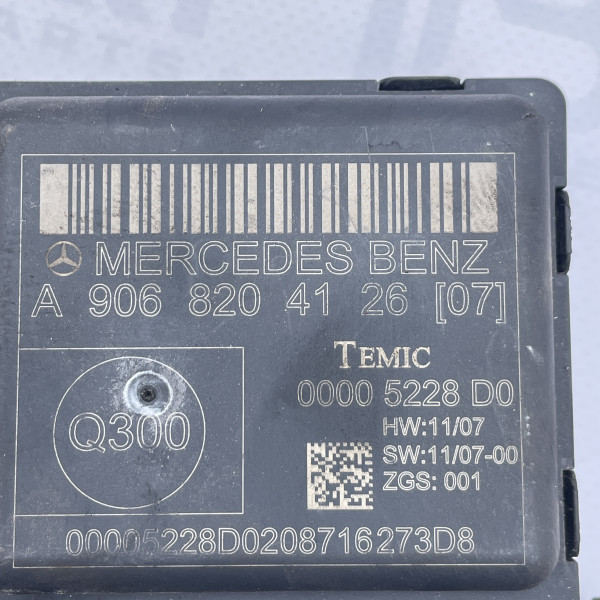 MERCEDES BENZ
A 906 820 41 26 [07]
TEMIC
0000 5228 D0
HW:11/07
SW:11/07-00
ZGS: 001
Q300
00005228D0208716273D8